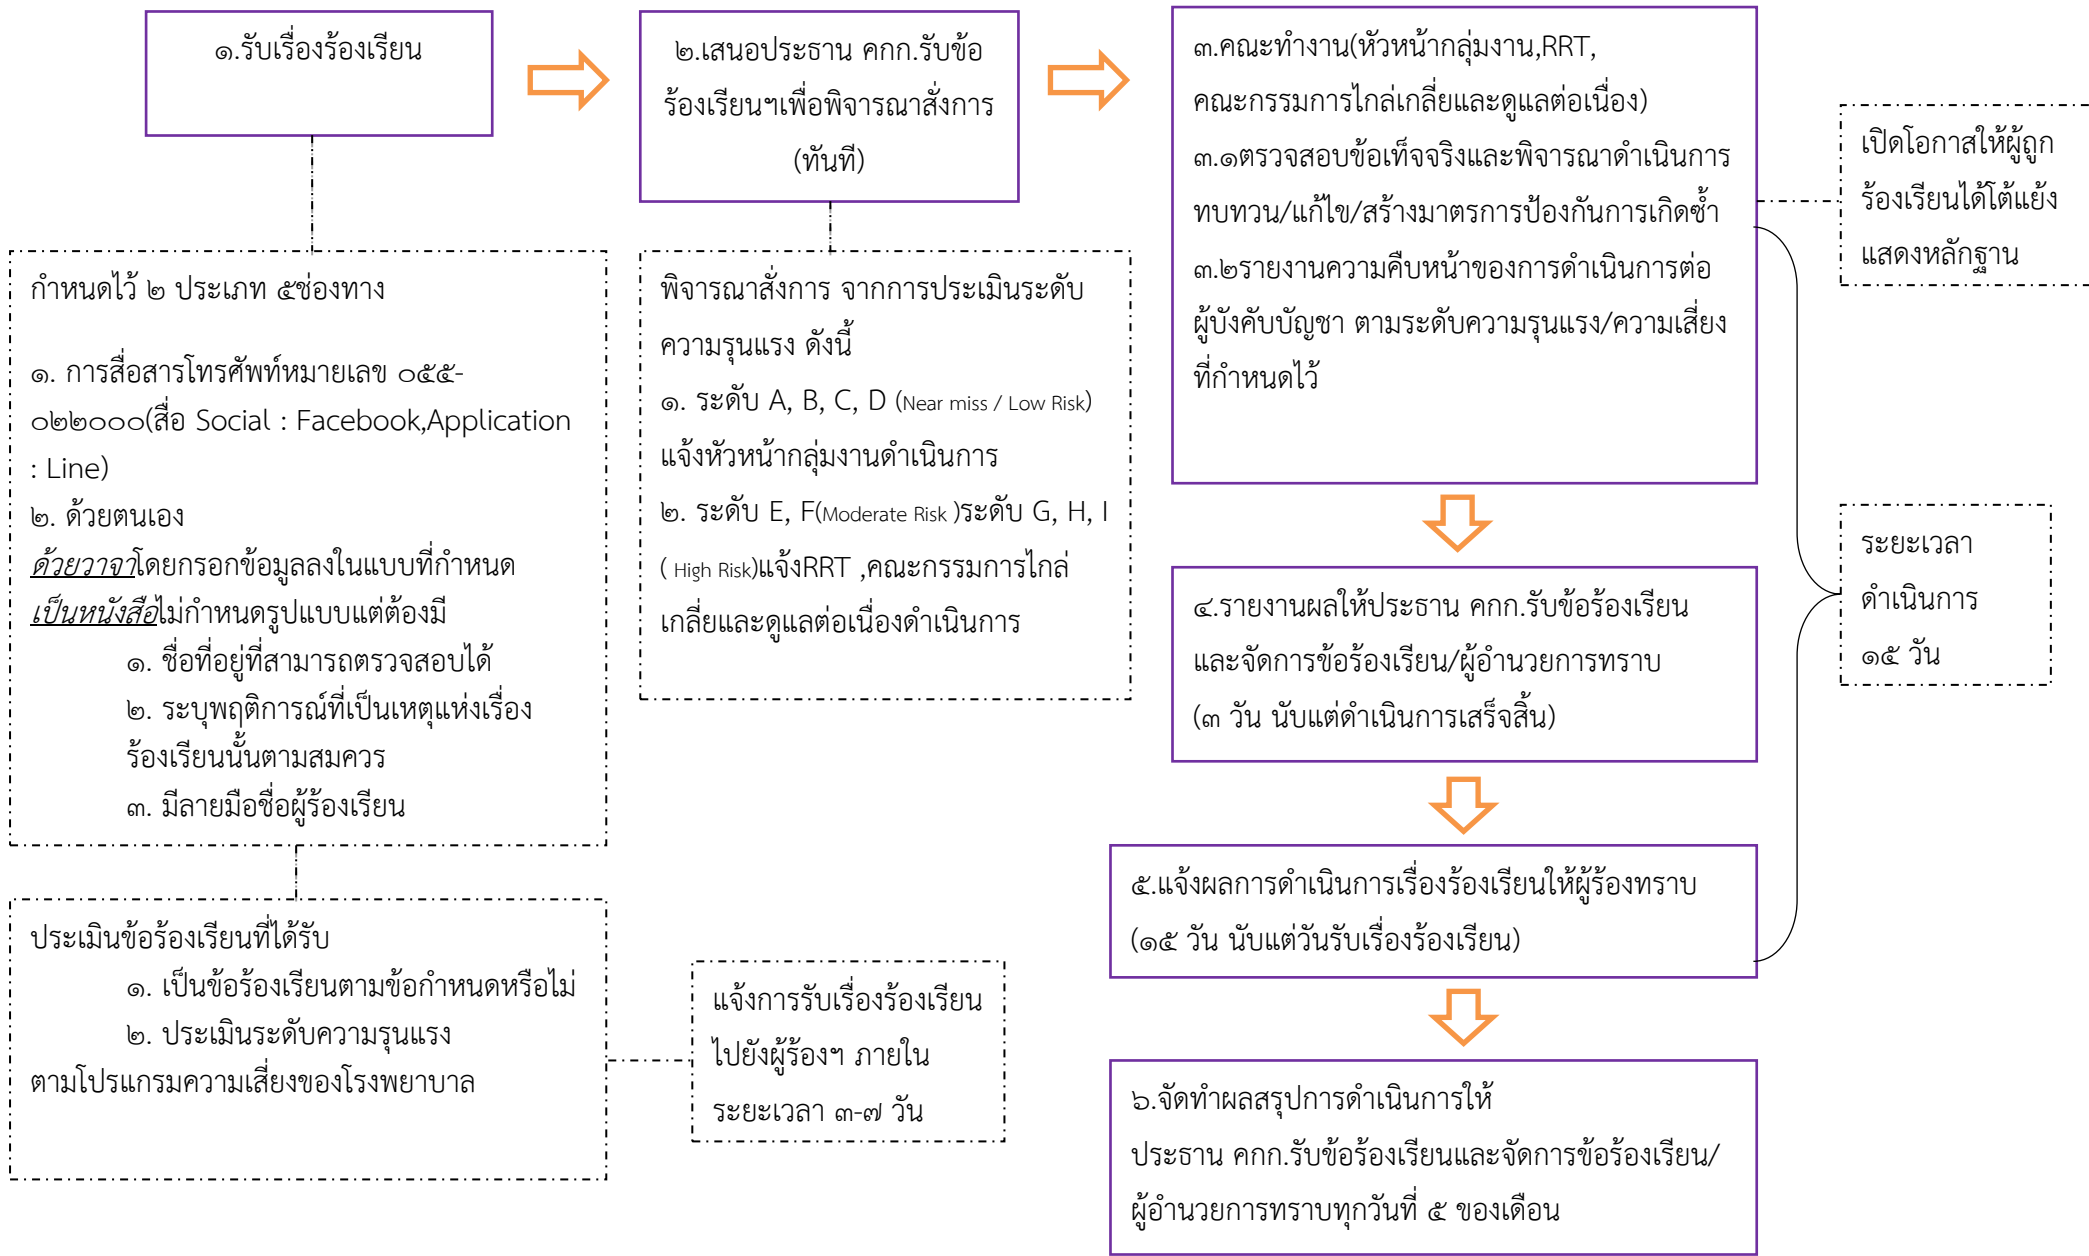 ๑.รับเรื่องร้องเรียน
๒.เสนอประธาน คกก.รับข้อ
ร้องเรียนฯเพื่อพิจารณาสั่งการ
(ทันที)
๓.คณะทำงาน(หัวหน้ากลุ่มงาน,RRT,
คณะกรรมการไกล่เกลี่ยและดูแลต่อเนื่อง)
๓.๑ตรวจสอบข้อเท็จจริงและพิจารณาดำเนินการ
ทบทวน/แก้ไข/สร้างมาตรการป้องกันการเกิดซ้ำ
๓.๒รายงานความคืบหน้าของการดำเนินการต่อ
ผู้บังคับบัญชา ตามระดับความรุนแรง/ความเสี่ยง
ที่กำหนดไว้
เปิดโอกาสให้ผู้ถูก
ร้องเรียนได้โต้แย้ง
แสดงหลักฐาน
กำหนดไว้ ๒ ประเภท ๕ช่องทาง
๑. การสื่อสารโทรศัพท์หมายเลข ๐๕๕-
๐๒๒๐๐๐(สื่อ Social : Facebook,Application
: Line)
๒. ด้วยตนเอง
ด้วยวาจาโดยกรอกข้อมูลลงในแบบที่กำหนด
เป็นหนังสือไม่กำหนดรูปแบบแต่ต้องมี
๑. ชื่อที่อยู่ที่สามารถตรวจสอบได้
๒. ระบุพฤติการณ์ที่เป็นเหตุแห่งเรื่อง
ร้องเรียนนั้นตามสมควร
๓. มีลายมือชื่อผู้ร้องเรียน
พิจารณาสั่งการ จากการประเมินระดับ
ความรุนแรง ดังนี้
๑. ระดับ A, B, C, D (Near miss / Low Risk)
แจ้งหัวหน้ากลุ่มงานดำเนินการ
๒. ระดับ E, F(Moderate Risk )ระดับ G, H, I
( High Risk)แจ้งRRT ,คณะกรรมการไกล่
เกลี่ยและดูแลต่อเนื่องดำเนินการ
ระยะเวลา
ดำเนินการ
๑๕ วัน
๔.รายงานผลให้ประธาน คกก.รับข้อร้องเรียน
และจัดการข้อร้องเรียน/ผู้อำนวยการทราบ
(๓ วัน นับแต่ดำเนินการเสร็จสิ้น)
๕.แจ้งผลการดำเนินการเรื่องร้องเรียนให้ผู้ร้องทราบ
(๑๕ วัน นับแต่วันรับเรื่องร้องเรียน)
ประเมินข้อร้องเรียนที่ได้รับ
๑. เป็นข้อร้องเรียนตามข้อกำหนดหรือไม่
๒. ประเมินระดับความรุนแรง
ตามโปรแกรมความเสี่ยงของโรงพยาบาล
แจ้งการรับเรื่องร้องเรียน
ไปยังผู้ร้องฯ ภายใน
ระยะเวลา ๓-๗ วัน
๖.จัดทำผลสรุปการดำเนินการให้
ประธาน คกก.รับข้อร้องเรียนและจัดการข้อร้องเรียน/
ผู้อำนวยการทราบทุกวันที่ ๕ ของเดือน